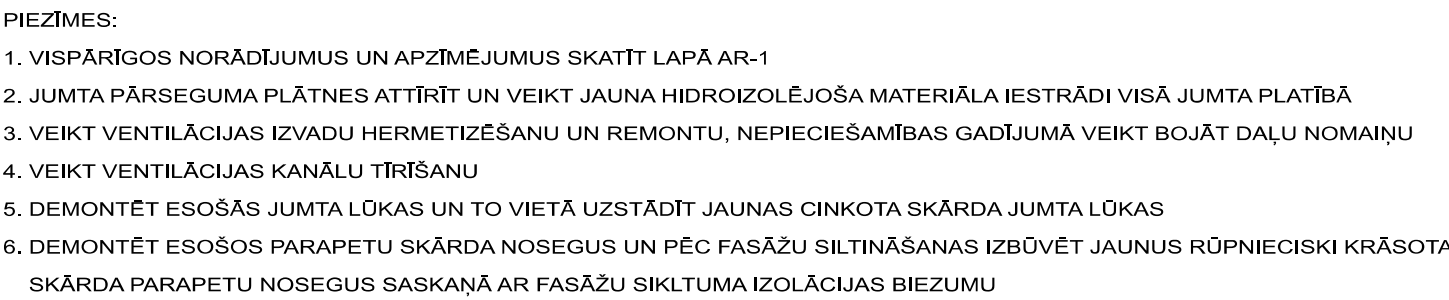 PIEZĪMES:
1. VISPĀRĪGOS NORĀDĪJUMUS UN APZĪMĒJUMUS SKATĪT LAPĀ AR-1
2. JUMTA PĀRSEGUMA PLĀTNES ATTĪRĪT UN VEIKT JAUNA HIDROIZOLĒJOŠA MATERIĀLA IESTRĀDI VISĀ JUMTA PLATĪBĀ
3. VEIKT VENTILĀCIJAS IZVADU HERMETIZĒŠANU UN REMONTU, NEPIECIEŠAMĪBAS GADĪJUMĀ VEIKT BOJĀT DAĻU NOMAIŅU
4. VEIKT VENTILĀCIJAS KANĀLU TĪRĪŠANU
5. DEMONTĒT ESOŠĀS JUMTA LŪKAS UN TO VIETĀ UZSTĀDĪT JAUNAS CINKOTA SKĀRDA JUMTA LŪKAS
6. DEMONTĒT ESOŠOS PARAPETU SKĀRDA NOSEGUS UN PĒC FASĀŽU SILTINĀŠANAS IZBŪVĒT JAUNUS RŪPNIECISKI KRĀSOTA
SKĀRDA PARAPETU NOSEGUS SASKAŅĀ AR FASĀŽU SIKLTUMA IZOLĀCIJAS BIEZUMU